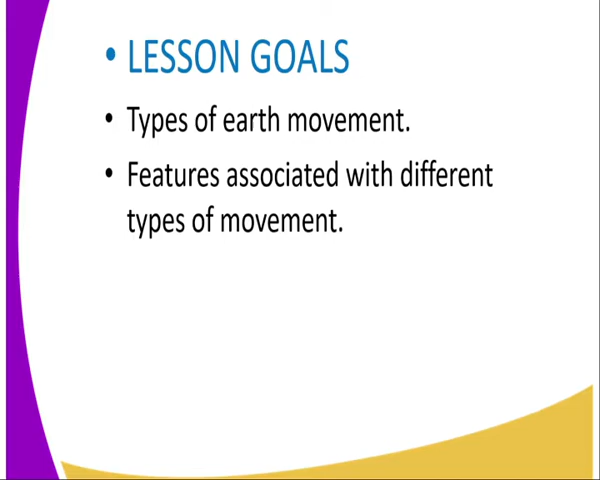 • LESSON GOALS
• Types of earth movement.
• Features associated with different
types of movement.